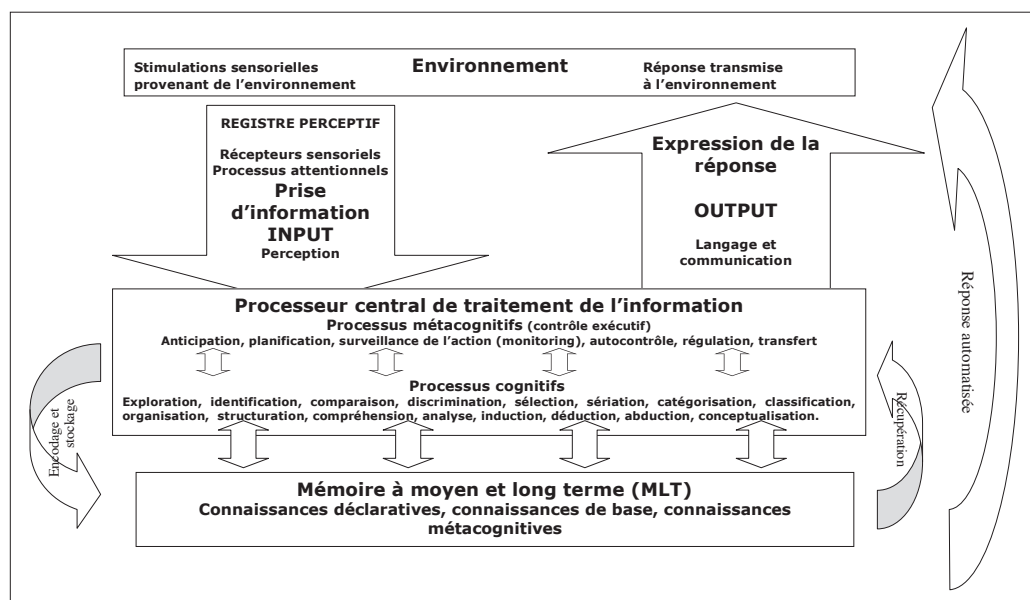 Environnement
Stimulations sensorielles
provenant de l'environnement
Réponse transmise
à l'environnement
REGISTRE PERCEPTIF
Récepteurs sensoriels
Processus attentionnels
Prise
d'information
INPUT
Perception
Expression de la
réponse
OUTPUT
Langage et
communication
Processeur central de traitement de l'information
Processus métacognitifs (contrôle exécutif)
Anticipation, planification, surveillance de l'action (monitoring), autocontrôle, régulation, transfert
Processus cognitifs
Exploration, identification, comparaison, discrimination, sélection, sériation, catégorisation, classification,
organisation, structuration, compréhension, analyse, induction, déduction, abduction, conceptualisation.
Encodage et
stockage
Récupération
Réponse automatisée
Mémoire à moyen et long terme (MLT)
Connaissances déclaratives, connaissances de base, connaissances
métacognitives